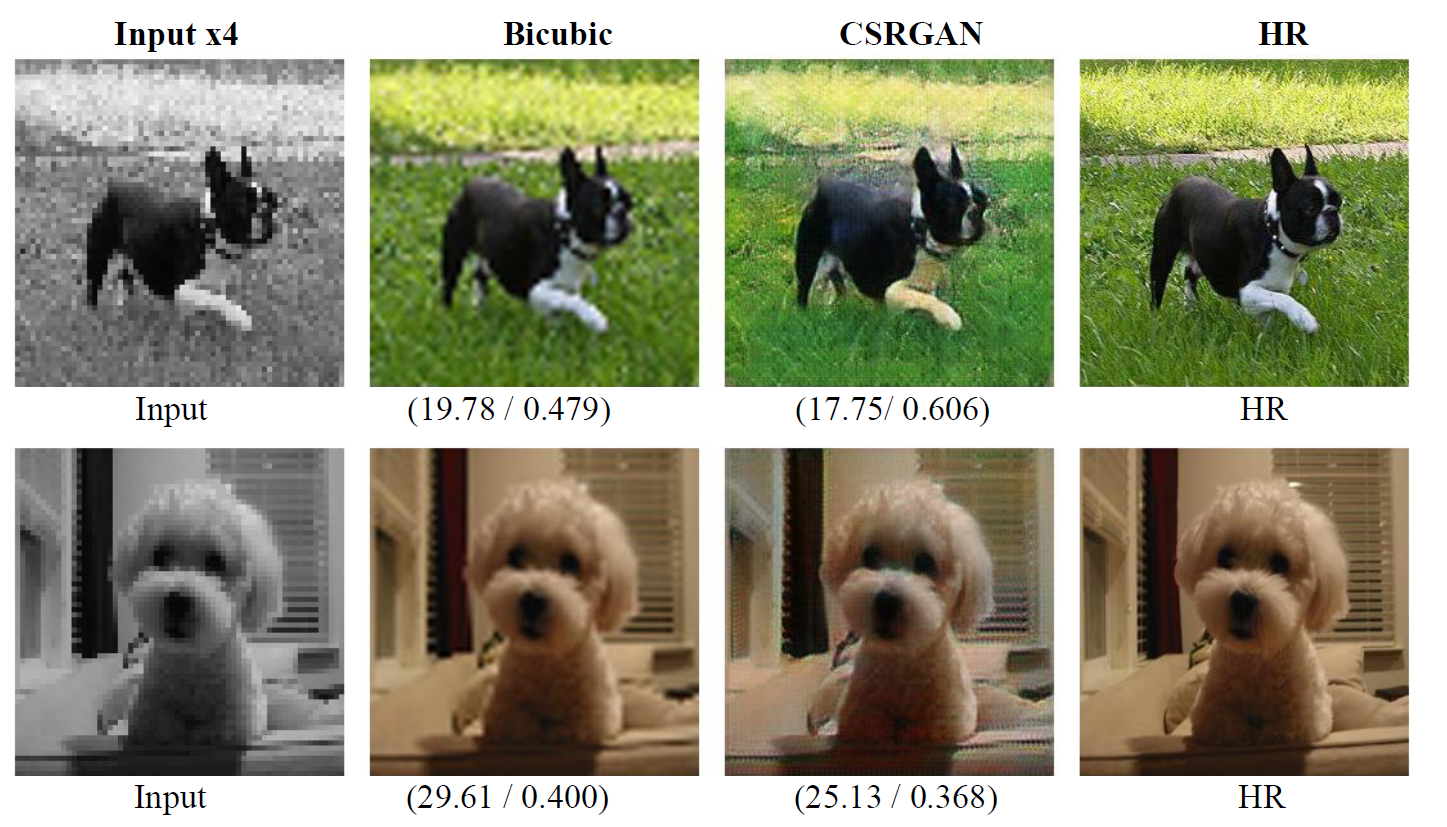 Input x4 Bicubic CSRGAN HR
Input (19.78 / 0.479) (17.75/ 0.606) HR
Input (29.61 / 0.400) (25.13 / 0.368) HR